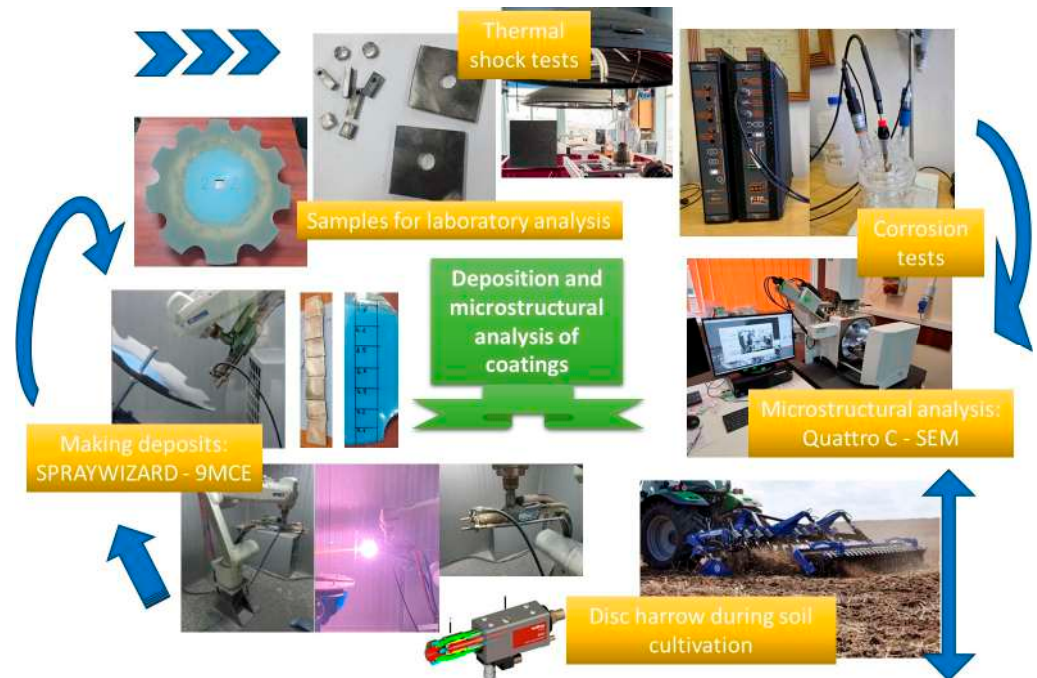 Thermal
shock tests
Samples for laboratory analysis
Corrosion
tests
Deposition and
microstructural
analysis of
coatings
Making deposits:
SPRAYWIZARD - 9MCE
Microstructural analysis:
Quattro C - SEM
Disc harrow during soil
cultivation